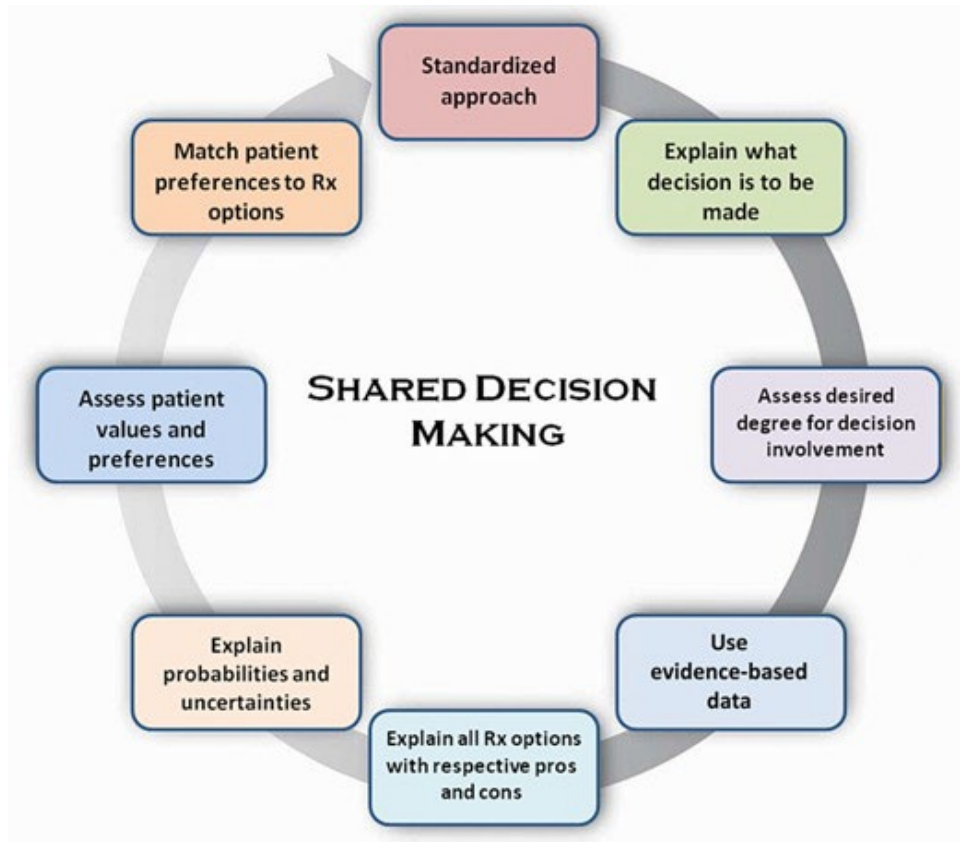 Standardized
approach
Explain what
decision is to be
made
Assess desired
degree for decision
involvement
Use
evidence-based
data
Explain all Rx options
with respective pros
and cons
Explain
probabilities and
uncertainties
Assess patient
values and
preferences
Match patient
preferences to Rx
options
SHARED DECISION
MAKING